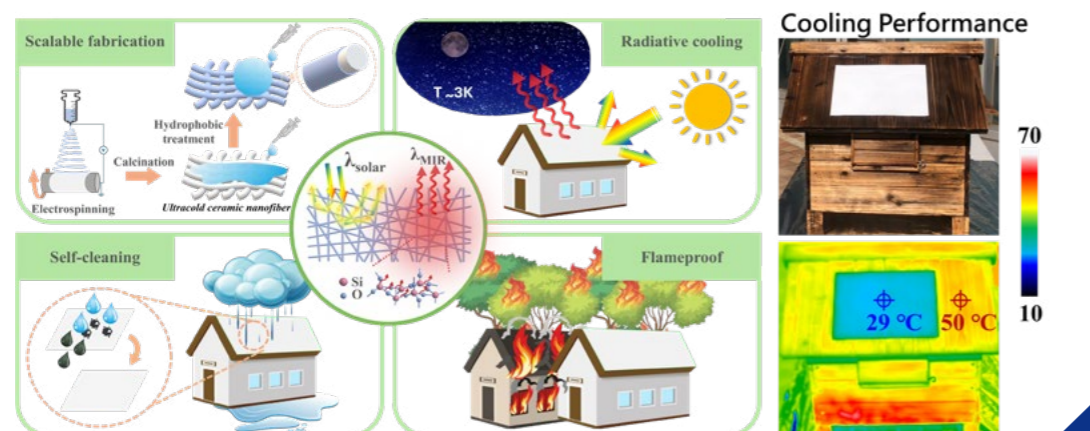 Scalable fabrication
Hydrophobic
treatment
Calcination
Electrospinning
Ultracold ceramic nanofiber
Radiative cooling
T ~3K
λsolar
λMIR
Si
O
Self-cleaning
Flameproof
Cooling Performance
70
10
29 °C
50 °C